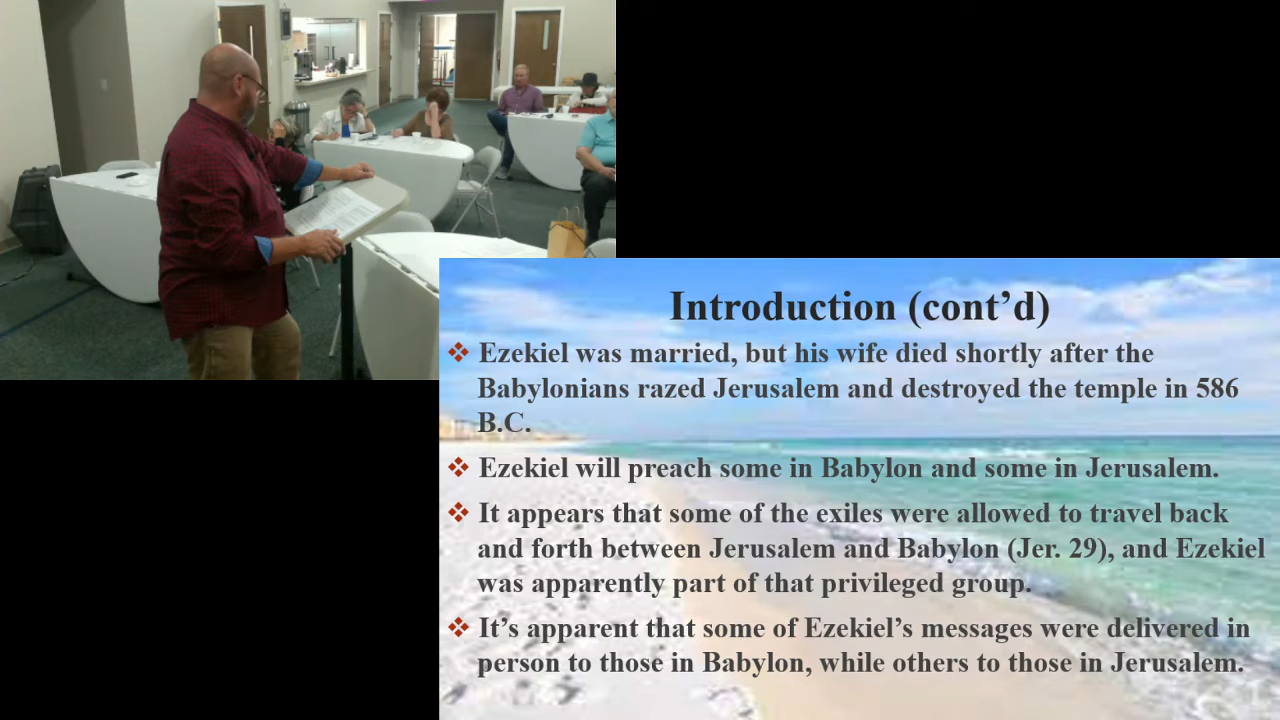 Introduction (cont’d)
❖ Ezekiel was married, but his wife died shortly after the
Babylonians razed Jerusalem and destroyed the temple in 586
B.C.
❖ Ezekiel will preach some in Babylon and some in Jerusalem.
❖ It appears that some of the exiles were allowed to travel back
and forth between Jerusalem and Babylon (Jer. 29), and Ezekiel
was apparently part of that privileged group.
❖ It’s apparent that some of Ezekiel’s messages were delivered in
person to those in Babylon, while others to those in Jerusalem.